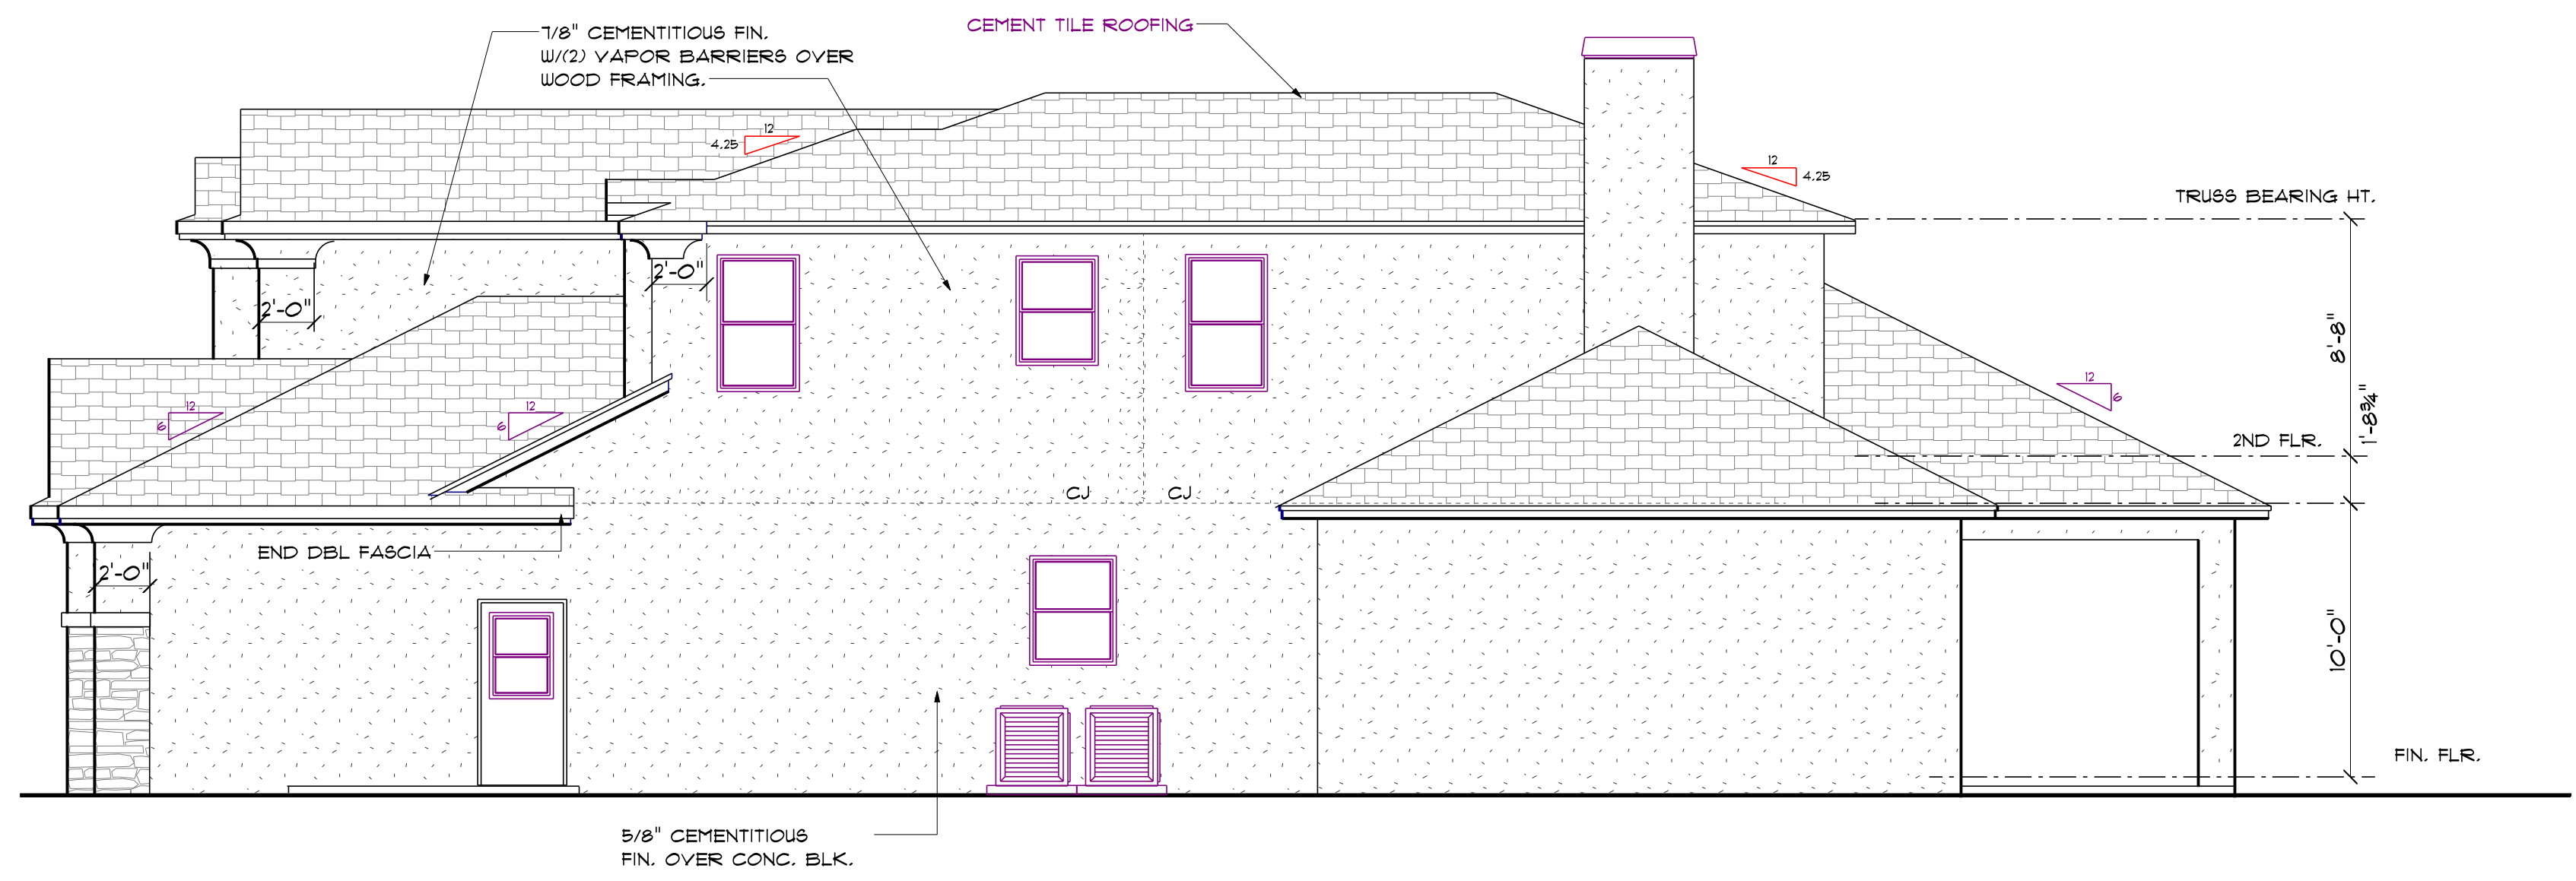 7/8" CEMENTITIOUS FIN.
W/(2) VAPOR BARRIERS OVER
WOOD FRAMING.
CEMENT TILE ROOFING
12
4.25
12
4.25
TRUSS BEARING HT.
2'-0"
2'-0"
8'-8"
12
6
12
6
12
6
1'-8¾"
2ND FLR.
CJ
CJ
END DBL FASCIA
2'-0"
10'-0"
FIN. FLR.
5/8" CEMENTITIOUS
FIN. OVER CONC. BLK.